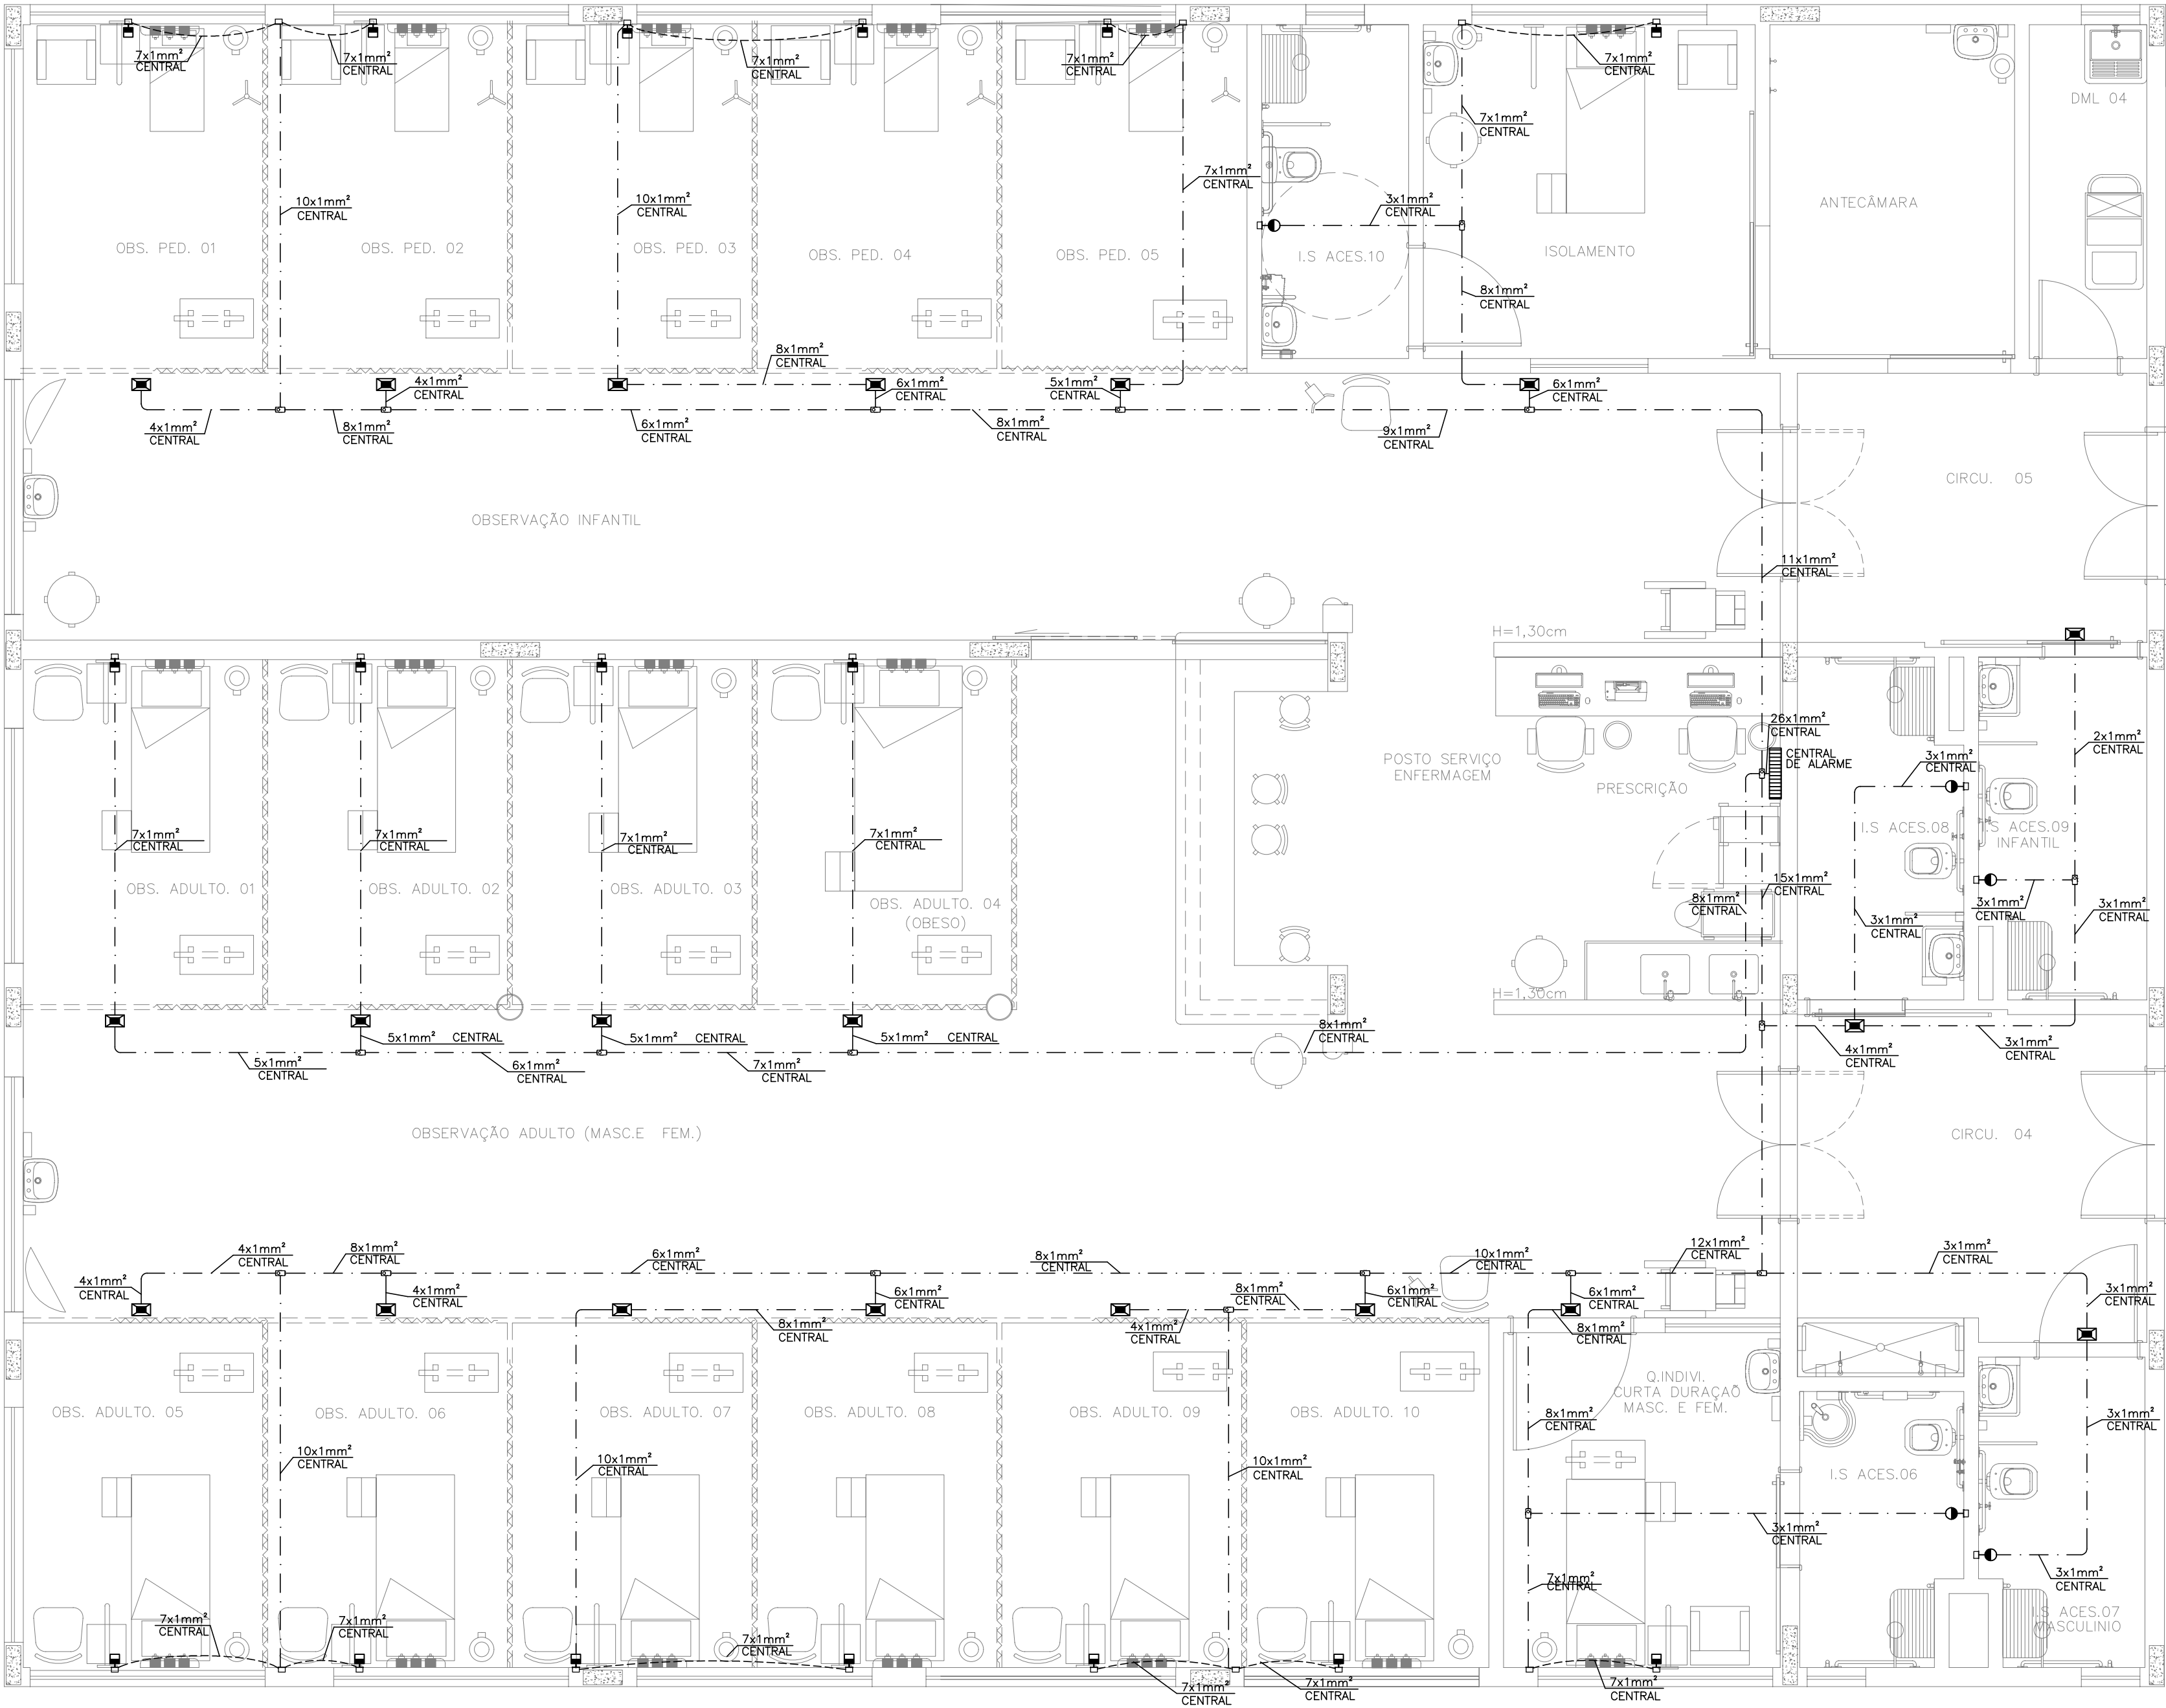 7x1mm²
CENTRAL
7x1mm²
CENTRAL
7x1mm²
CENTRAL
7x1mm²
CENTRAL
7x1mm²
CENTRAL
DML 04
7x1mm²
CENTRAL
7x1mm²
CENTRAL
10x1mm²
CENTRAL
10x1mm²
CENTRAL
3x1mm²
CENTRAL
ANTECÂMARA
OBS. PED. 01
OBS. PED. 02
OBS. PED. 03
OBS. PED. 04
OBS. PED. 05
I.S ACES.10
ISOLAMENTO
8x1mm²
CENTRAL
8x1mm²
CENTRAL
4x1mm²
CENTRAL
6x1mm²
CENTRAL
5x1mm²
CENTRAL
6x1mm²
CENTRAL
4x1mm²
CENTRAL
8x1mm²
CENTRAL
6x1mm²
CENTRAL
8x1mm²
CENTRAL
9x1mm²
CENTRAL
CIRCU. 05
OBSERVAÇÃO INFANTIL
11x1mm²
CENTRAL
H=1,30cm
26x1mm²
CENTRAL
CENTRAL
DE ALARME
2x1mm²
CENTRAL
3x1mm²
CENTRAL
POSTO SERVIÇO
ENFERMAGEM
PRESCRIÇÃO
7x1mm²
CENTRAL
7x1mm²
CENTRAL
7x1mm²
CENTRAL
7x1mm²
CENTRAL
I.S ACES.08
I.S ACES.09
INFANTIL
OBS. ADULTO. 01
OBS. ADULTO. 02
OBS. ADULTO. 03
OBS. ADULTO. 04
(OBESO)
15x1mm²
CENTRAL
8x1mm²
CENTRAL
3x1mm²
CENTRAL
3x1mm²
CENTRAL
3x1mm²
CENTRAL
H=1,30cm
8x1mm²
CENTRAL
5x1mm² CENTRAL
5x1mm² CENTRAL
5x1mm² CENTRAL
4x1mm²
CENTRAL
3x1mm²
CENTRAL
5x1mm²
CENTRAL
6x1mm²
CENTRAL
7x1mm²
CENTRAL
OBSERVAÇÃO ADULTO (MASC.E FEM.)
CIRCU. 04
4x1mm²
CENTRAL
8x1mm²
CENTRAL
6x1mm²
CENTRAL
8x1mm²
CENTRAL
10x1mm²
CENTRAL
12x1mm²
CENTRAL
3x1mm²
CENTRAL
4x1mm²
CENTRAL
4x1mm²
CENTRAL
6x1mm²
CENTRAL
8x1mm²
CENTRAL
6x1mm²
CENTRAL
6x1mm²
CENTRAL
3x1mm²
CENTRAL
8x1mm²
CENTRAL
4x1mm²
CENTRAL
8x1mm²
CENTRAL
Q.INDIVI.
CURTA DURAÇÃO
MASC. E FEM.
OBS. ADULTO. 05
OBS. ADULTO. 06
OBS. ADULTO. 07
OBS. ADULTO. 08
OBS. ADULTO. 09
OBS. ADULTO. 10
8x1mm²
CENTRAL
3x1mm²
CENTRAL
10x1mm²
CENTRAL
10x1mm²
CENTRAL
10x1mm²
CENTRAL
I.S ACES.06
3x1mm²
CENTRAL
7x1mm²
CENTRAL
3x1mm²
CENTRAL
I.S ACES.07
MASCULINIO
7x1mm²
CENTRAL
7x1mm²
CENTRAL
7x1mm²
CENTRAL
7x1mm²
CENTRAL
7x1mm²
CENTRAL
7x1mm²
CENTRAL